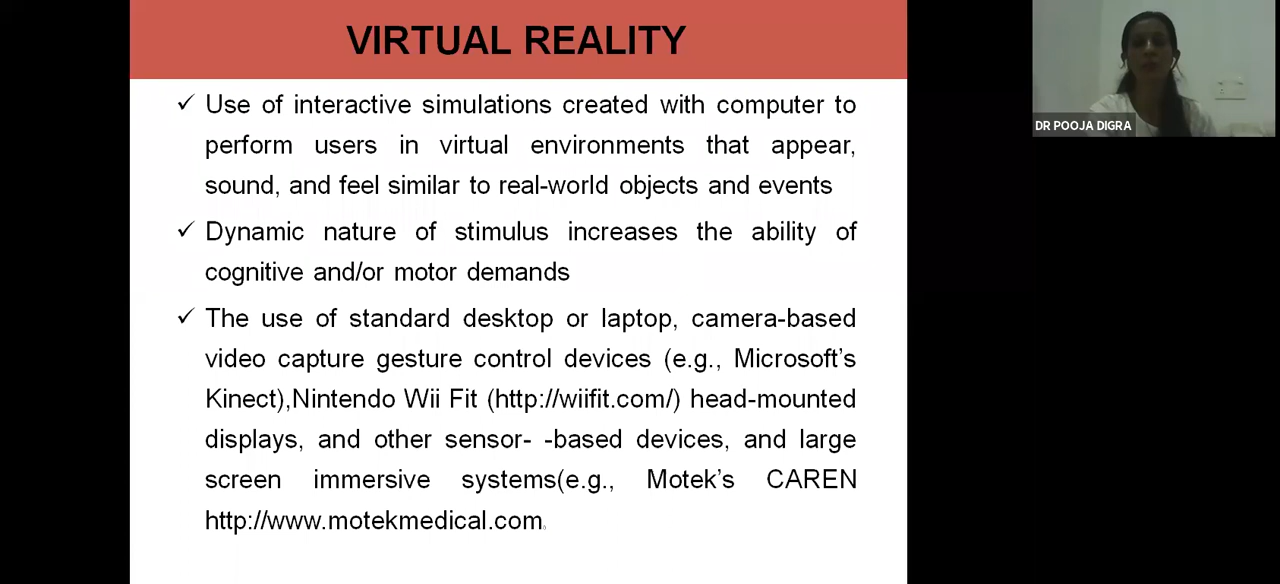 VIRTUAL REALITY
✓ Use of interactive simulations created with computer to
perform users in virtual environments that appear,
sound, and feel similar to real-world objects and events
✓ Dynamic nature of stimulus increases the ability of
cognitive and/or motor demands
✓ The use of standard desktop or laptop, camera-based
video capture gesture control devices (e.g., Microsoft’s
Kinect),Nintendo Wii Fit (http://wiifit.com/) head-mounted
displays, and other sensor- -based devices, and large
screen immersive systems(e.g., Motek’s CAREN
http://www.motekmedical.com.
DR POOJA DIGRA